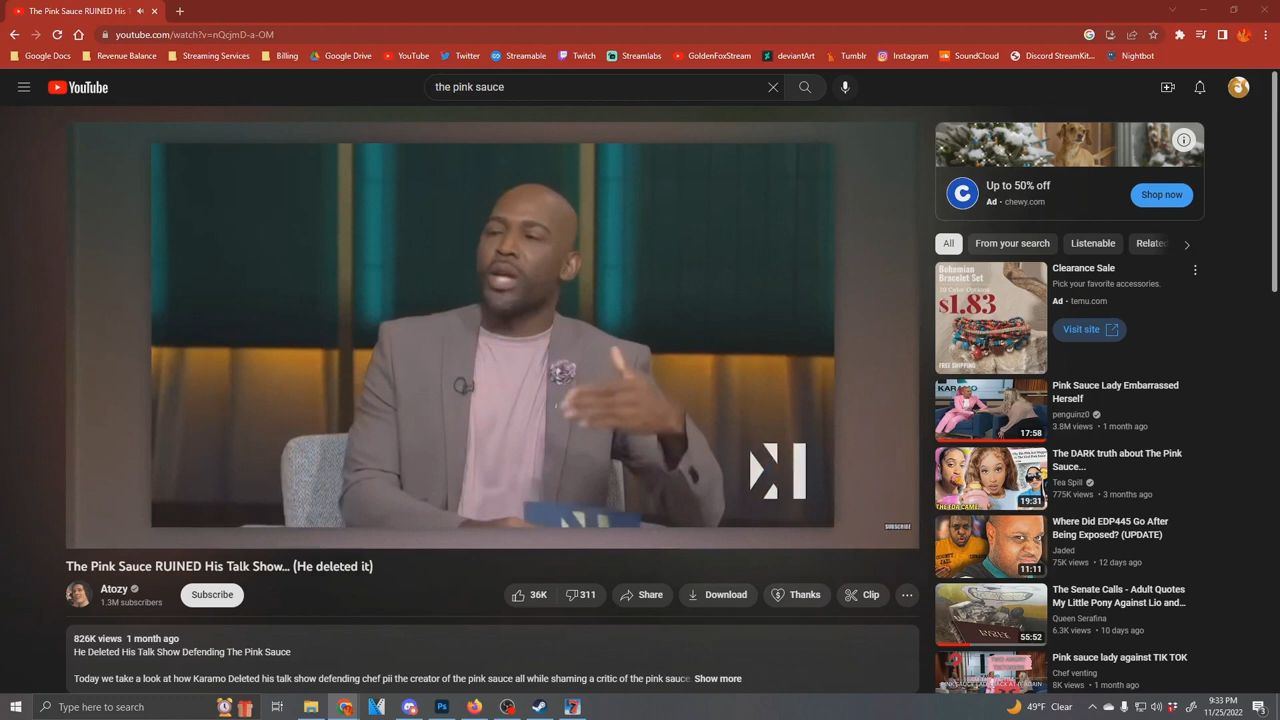 The Pink Sauce RUINED His T
youtube.com/watch?v=nQcjmD-a-OM
Google Docs
Revenue Balance
Streaming Services
Billing
Google Drive
YouTube
Twitter
Streamable
Twitch
Streamlabs
GoldenFoxStream
deviantArt
Tumblr
Instagram
SoundCloud
Discord StreamKit...
Nightbot
YouTube
the pink sauce
Up to 50% off
Ad · chewy.com
Shop now
All
From your search
Listenable
Related
Bohemian
Bracelet Set
20 Color Options
$1.83
FREE SHIPPING
Clearance Sale
Pick your favorite accessories.
Ad · temu.com
Visit site
KARAMO
17:58
Pink Sauce Lady Embarrassed
Herself
penguinz0
3.8M views · 1 month ago
19:31
The DARK truth about The Pink
Sauce...
Tea Spill
775K views · 3 months ago
11:11
Where Did EDP445 Go After
Being Exposed? (UPDATE)
Jaded
75K views · 12 days ago
55:52
The Senate Calls - Adult Quotes
My Little Pony Against Lio and...
Queen Serafina
6.3K views · 10 days ago
Pink sauce lady against TIK TOK
Chef venting
8K views · 1 month ago
SUBSCRIBE
The Pink Sauce RUINED His Talk Show... (He deleted it)
Atozy
1.3M subscribers
Subscribe
36K
311
Share
Download
Thanks
Clip
826K views 1 month ago
He Deleted His Talk Show Defending The Pink Sauce
Today we take a look at how Karamo Deleted his talk show defending chef pii the creator of the pink sauce all while shaming a critic of the pink sauce Show more
Type here to search
49°F Clear
9:33 PM
11/25/2022
3